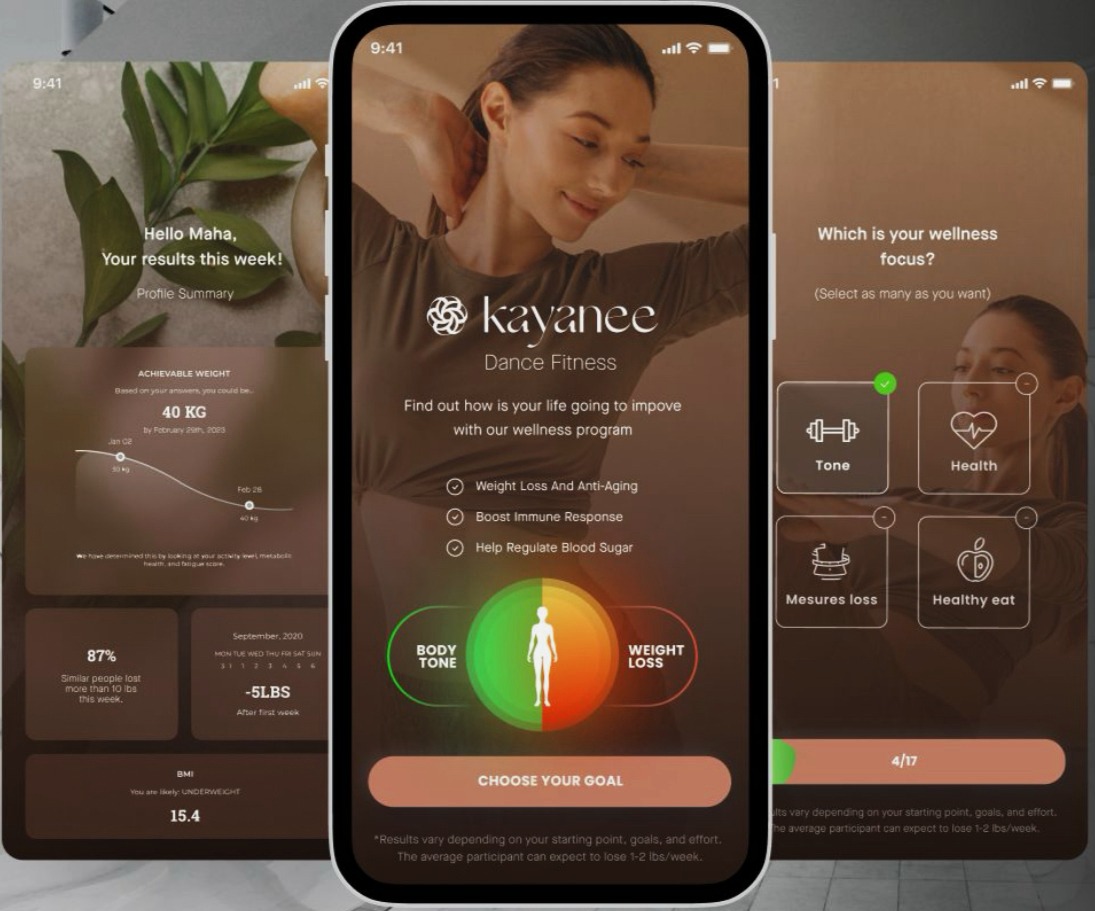 9:41
Hello Maha,
Your results this week!
Profile Summary
ACHIEVABLE WEIGHT
Based on your answers, you could be..
40 KG
by February 29th, 2023
Jan 02
50 kg
Feb 28
40 kg
We have determined this by looking at your activity level, metabolic
health, and fatigue score.
87%
Similar people lost
more than 10 lbs
this week.
September, 2020
MON TUE WED THU FRI SAT SUN
31 1 2 3 4 5 6
-5LBS
After first week
BMI
You are likely: UNDERWEIGHT
15.4
9:41
kayanee
Dance Fitness
Find out how is your life going to impove
with our wellness program
Weight Loss And Anti-Aging
Boost Immune Response
Help Regulate Blood Sugar
BODY
TONE
WEIGHT
LOSS
CHOOSE YOUR GOAL
*Results vary depending on your starting point, goals, and effort.
The average participant can expect to lose 1-2 lbs/week.
1
Which is your wellness
focus?
(Select as many as you want)
Tone
Health
Mesures loss
Healthy eat
4/17
vary depending on your starting point, goals, and effort.
he average participant can expect to lose 1-2 lbs/week.